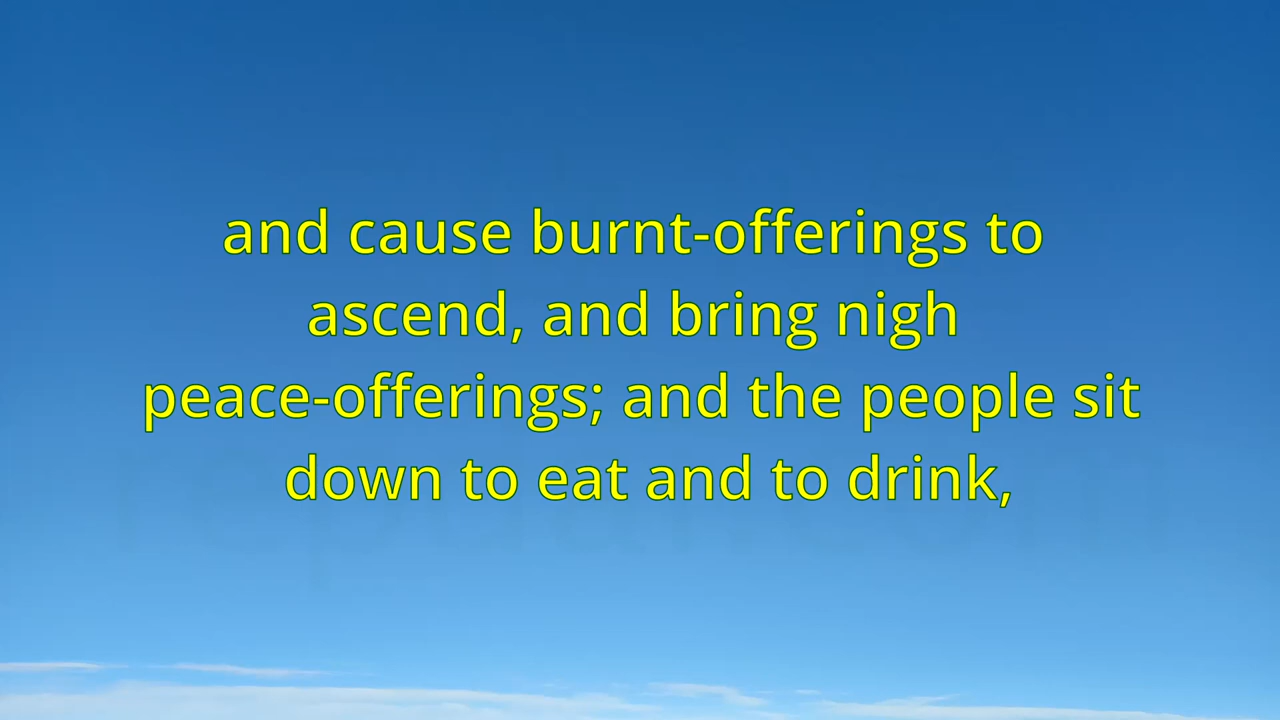 and cause burnt-offerings to
ascend, and bring nigh
peace-offerings; and the people sit
down to eat and to drink,